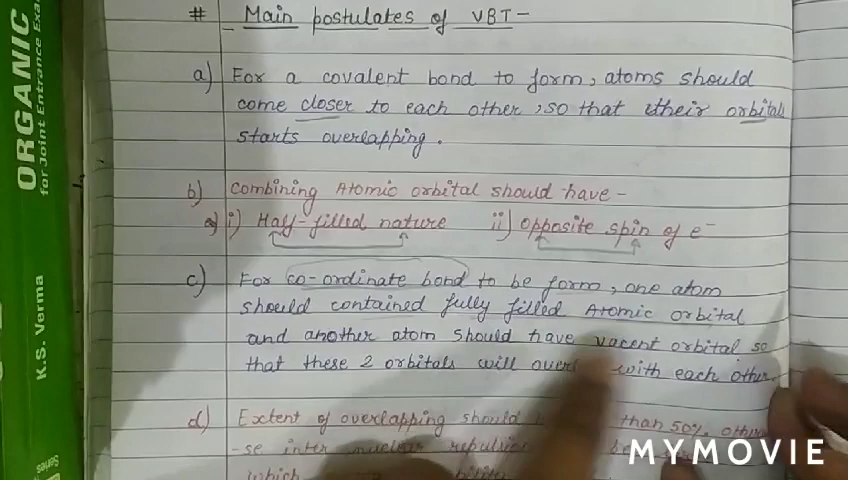 # Main postulates of VBT-
a) For a covalent bond to form, atoms should
come closer to each other, so that their orbitals
starts overlapping.
b) Combining Atomic orbital should have -
i) Half-filled nature ii) Opposite spin of e⁻
c) For co-ordinate bond to be form, one atom
should contained fully filled Atomic orbital
and another atom should have vacent orbital so
that these 2 orbitals will with each other.
d) Extent of overlapping should than 50%.
-se inter nuclear be
which
MYMOVIE
ORGANIC
for Joint Entrance
K.S. Verma
Series